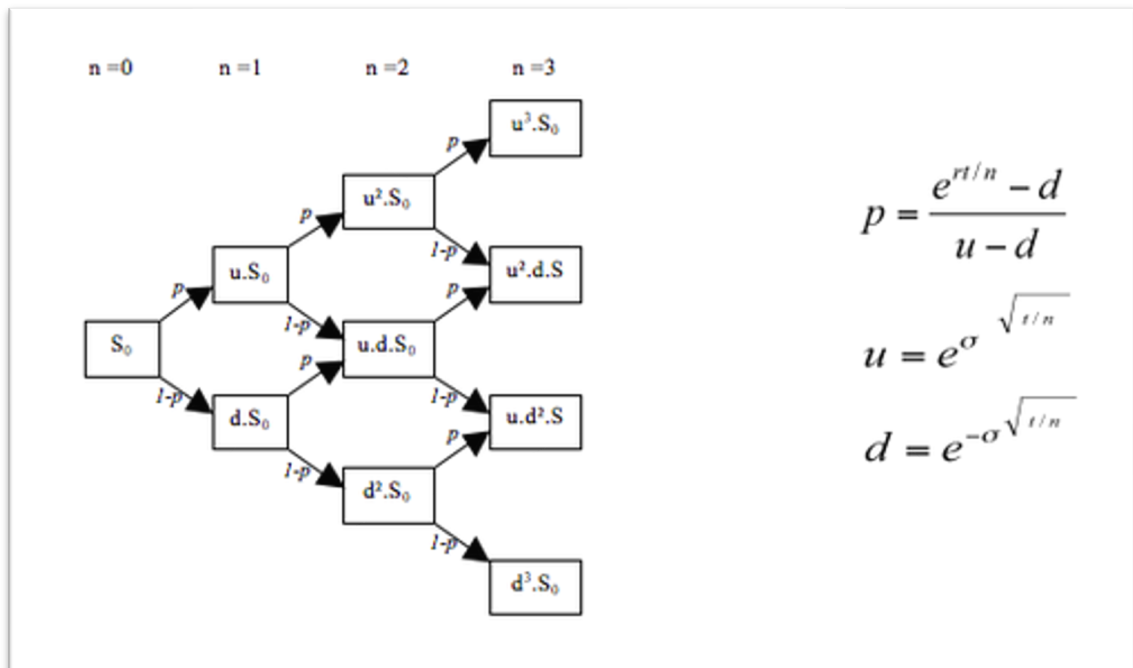 n =0 n =1 n =2 n =3
u³.S₀
p
u².S₀
p 1-p
u.S₀ u².d.S
p 1-p p
S₀ u.d.S₀
1-p p 1-p
d.S₀ u.d².S
1-p p
d².S₀
1-p
d³.S₀
p = (e^{rt/n} − d) / (u − d)
u = e^{σ √(t/n)}
d = e^{−σ √(t/n)}